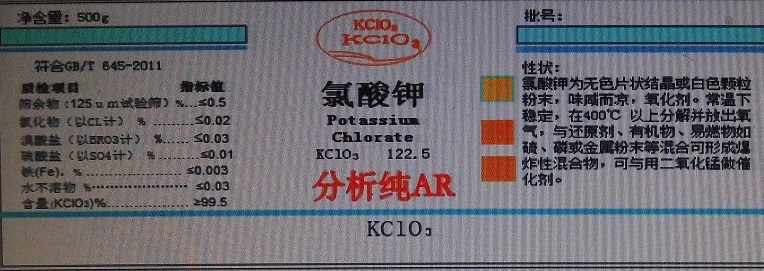 净含量：500g
符合GB/T 645-2011
质检项目 指标值
筛余物（125um试验筛）%...≤0.5
氯化物（以CL计） % ........≤0.02
溴酸盐（以BRO3计） %......≤0.03
硫酸盐（以SO4计） %......≤0.01
铁(Fe)，% ...................≤0.003
水不溶物 %..................≤0.03
含量(KClO₃)%................≥99.5
KClO₃
KClO₃
氯酸钾
Potassium
Chlorate
KClO₃ 122.5
分析纯AR
KClO₃
批号：
性状：
氯酸钾为无色片状结晶或白色颗粒
粉末，味咸而凉，氧化剂。常温下
稳定，在400℃ 以上分解并放出氧
气，与还原剂、有机物、易燃物如
硫、磷或金属粉末等混合可形成爆
炸性混合物，可与用二氧化锰做催
化剂。